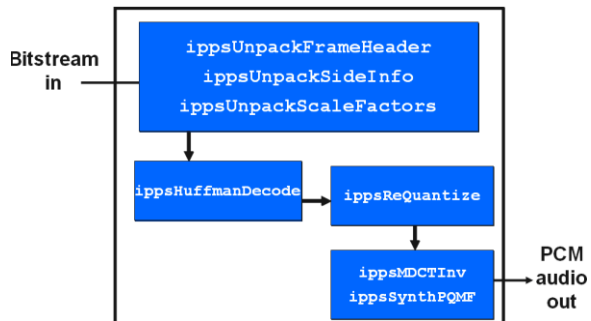 Bitstream
in
ippsUnpackFrameHeader
ippsUnpackSideInfo
ippsUnpackScaleFactors
ippsHuffmanDecode
ippsReQuantize
ippsMDCTInv
ippsSynthPQMF
PCM
audio
out